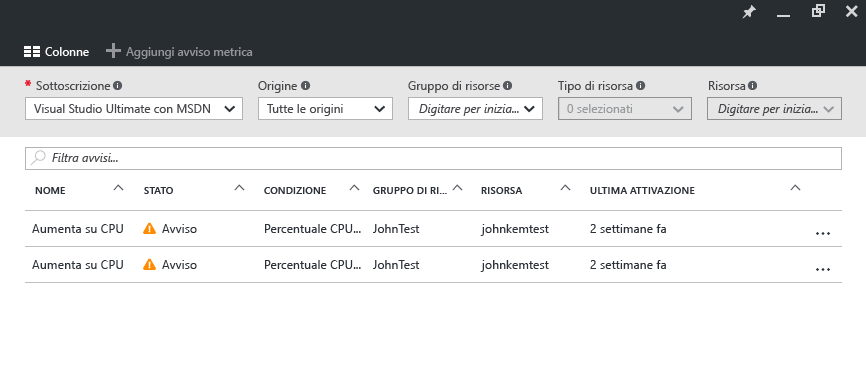 Colonne Aggiungi avviso metrica
* Sottoscrizione Origine Gruppo di risorse Tipo di risorsa Risorsa
Visual Studio Ultimate con MSDN Tutte le origini Digitare per inizia... 0 selezionati Digitare per inizia...
Filtra avvisi...
NOME STATO CONDIZIONE GRUPPO DI RI... RISORSA ULTIMA ATTIVAZIONE
Aumenta su CPU Avviso Percentuale CPU... JohnTest johnkemtest 2 settimane fa ...
Aumenta su CPU Avviso Percentuale CPU... JohnTest johnkemtest 2 settimane fa ...